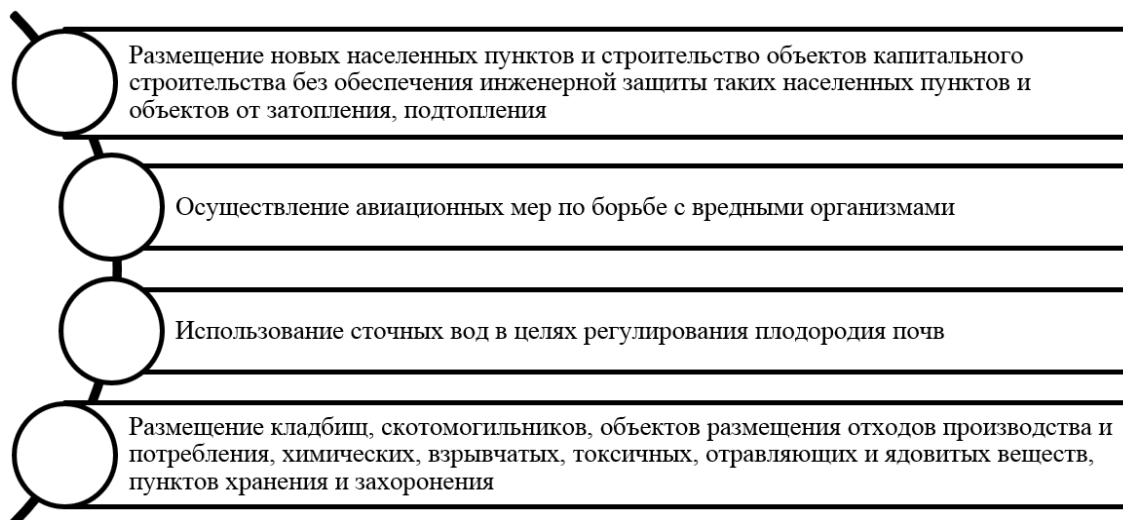 Размещение новых населенных пунктов и строительство объектов капитального
строительства без обеспечения инженерной защиты таких населенных пунктов и
объектов от затопления, подтопления
Осуществление авиационных мер по борьбе с вредными организмами
Использование сточных вод в целях регулирования плодородия почв
Размещение кладбищ, скотомогильников, объектов размещения отходов производства и
потребления, химических, взрывчатых, токсичных, отравляющих и ядовитых веществ,
пунктов хранения и захоронения